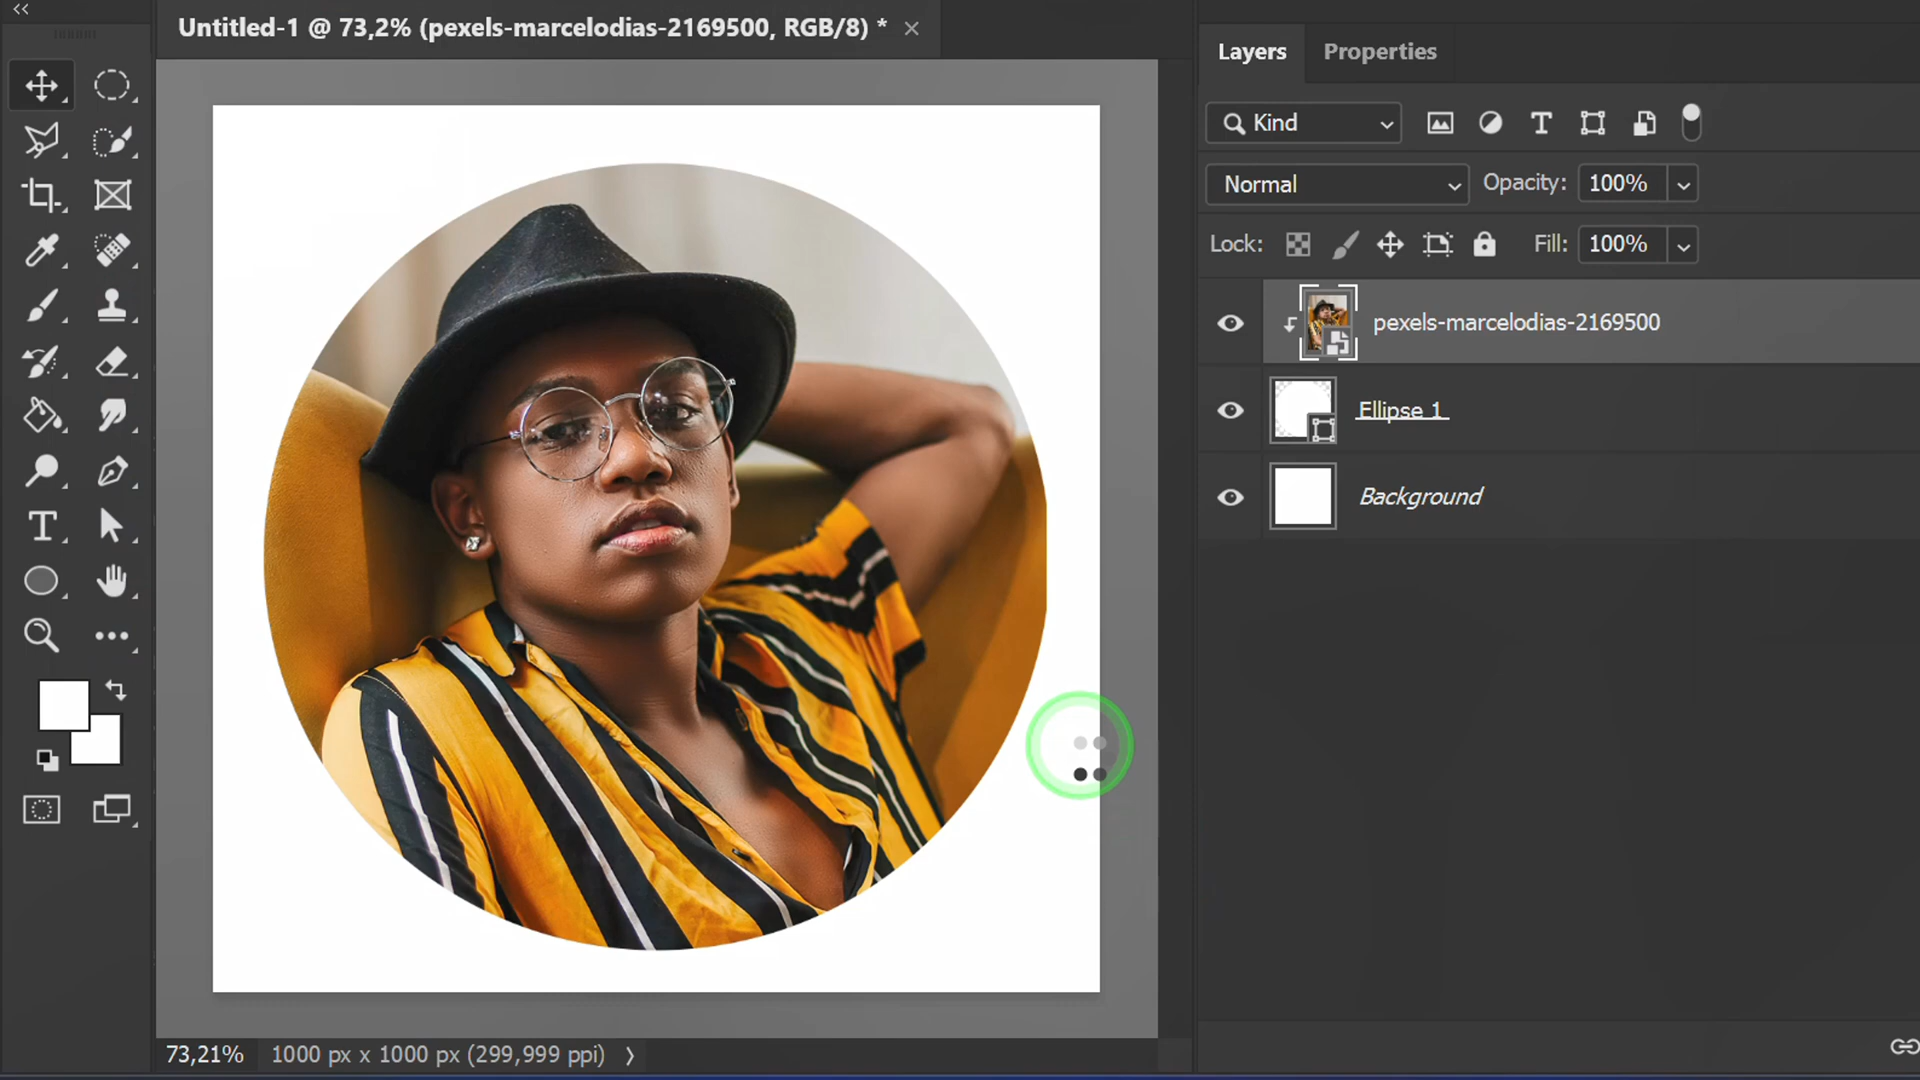 Untitled-1 @ 73,2% (pexels-marcelodias-2169500, RGB/8) *
Layers Properties
Kind
Normal Opacity: 100%
Lock: Fill: 100%
pexels-marcelodias-2169500
Ellipse 1
Background
73,21% 1000 px x 1000 px (299,999 ppi)